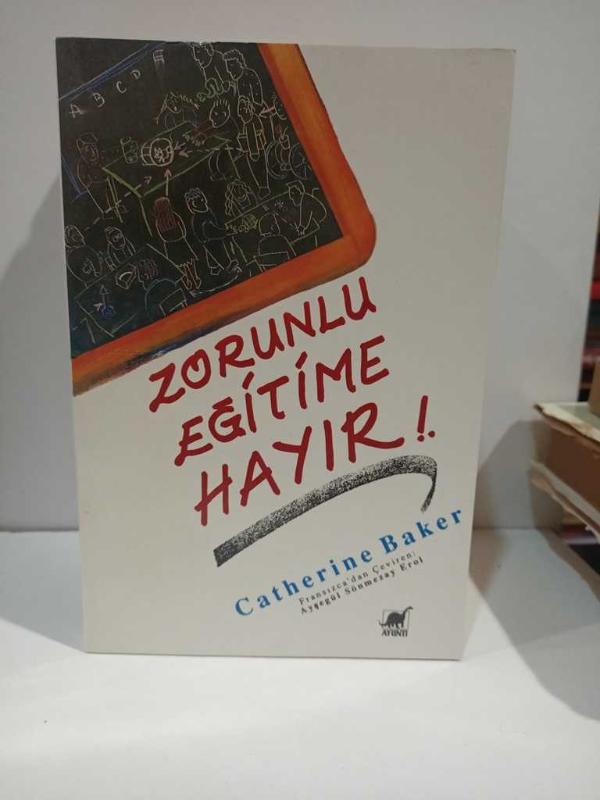 A B C D E
ZORUNLU
EĞİTİME
HAYIR!
Catherine Baker
Fransızca'dan Çeviren:
Ayşegül Sönmezay Erol
AYRINTI